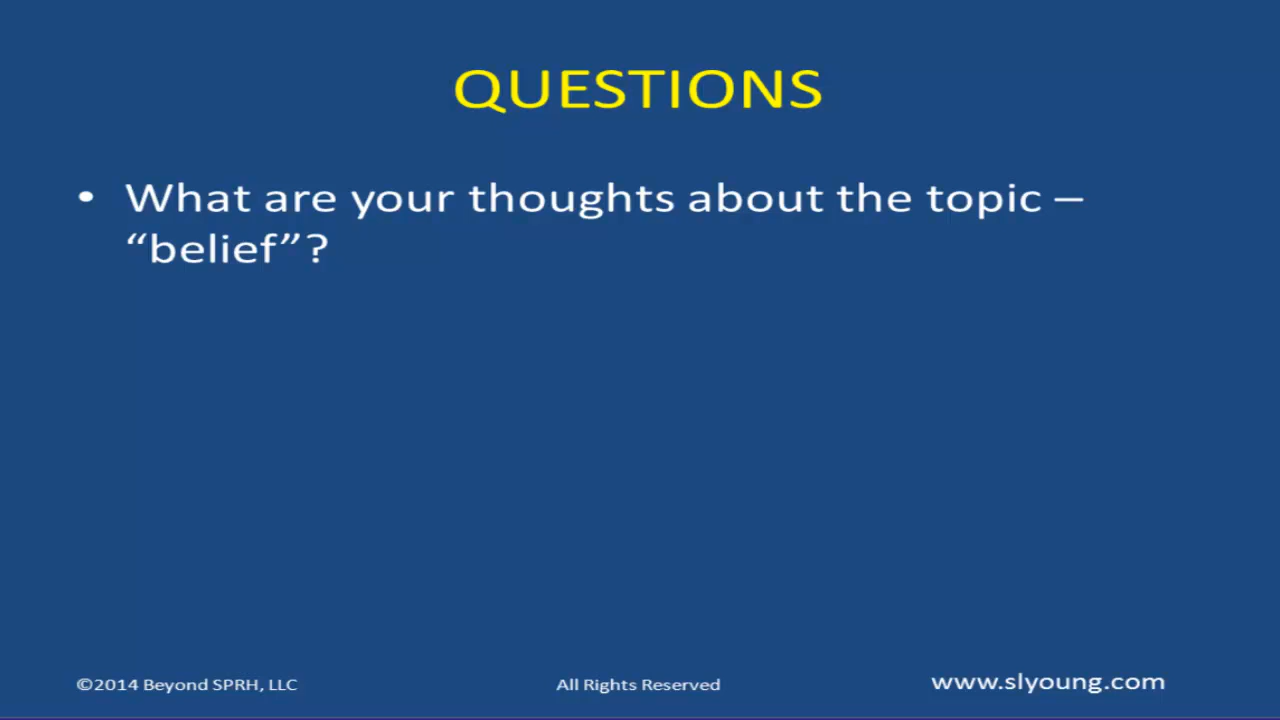 QUESTIONS
• What are your thoughts about the topic –
“belief”?
©2014 Beyond SPRH, LLC
All Rights Reserved
www.slyoung.com